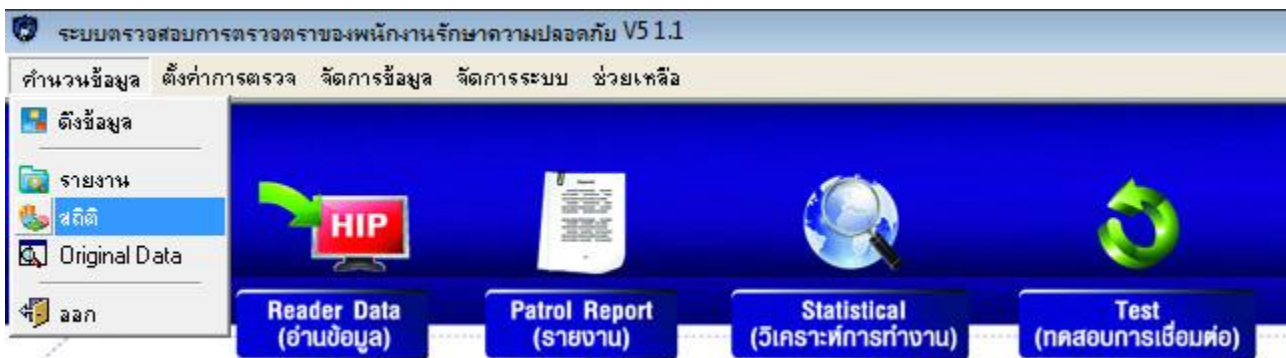 ระบบตรวจสอบการตรวจตราของพนักงานรักษาความปลอดภัย V5 1.1
คำนวนข้อมูล ตั้งค่าการตรวจ จัดการข้อมูล จัดการระบบ ช่วยเหลือ
ดึงข้อมูล
รายงาน
สถิติ
Original Data
ออก
HIP
Reader Data
(อ่านข้อมูล)
Patrol Report
(รายงาน)
Statistical
(วิเคราะห์การทำงาน)
Test
(ทดสอบการเชื่อมต่อ)